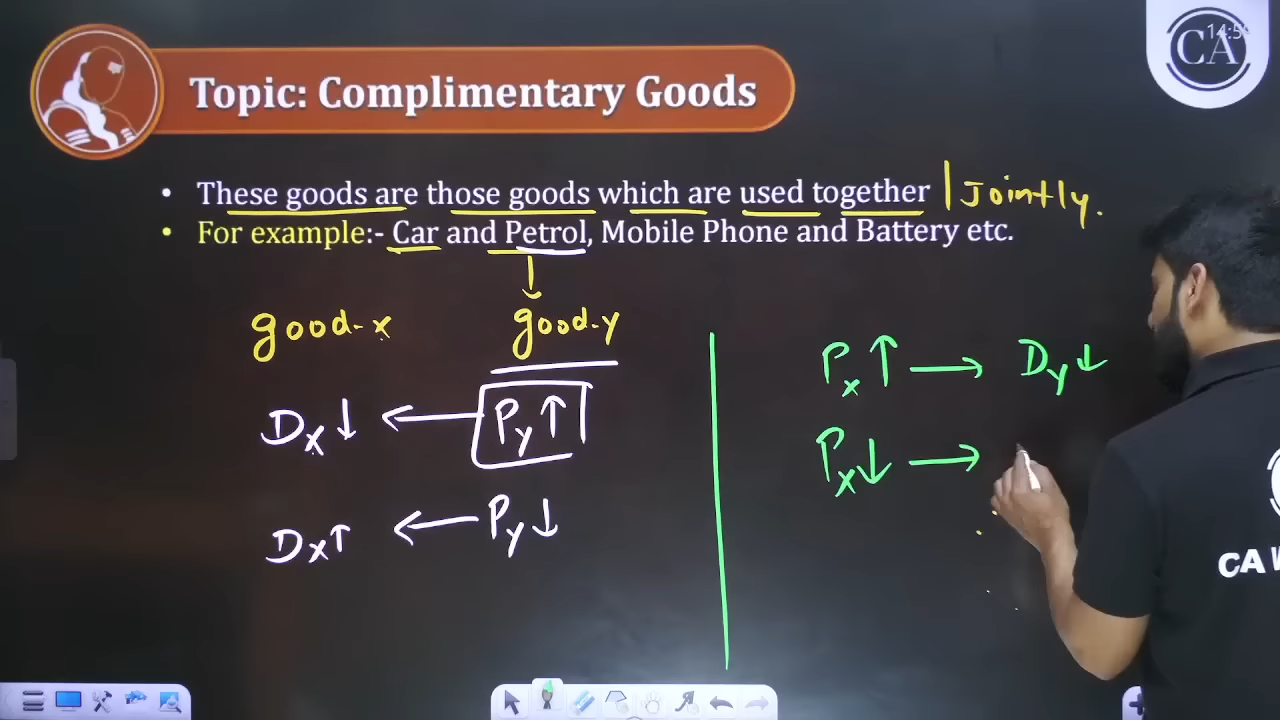 CA
Topic: Complimentary Goods
• These goods are those goods which are used together | Jointly.
• For example:- Car and Petrol, Mobile Phone and Battery etc.
good-x good-y
Dx↓ ← Py↑
Dx↑ ← Py↓
Px↑ → Dy↓
Px↓ →
CA